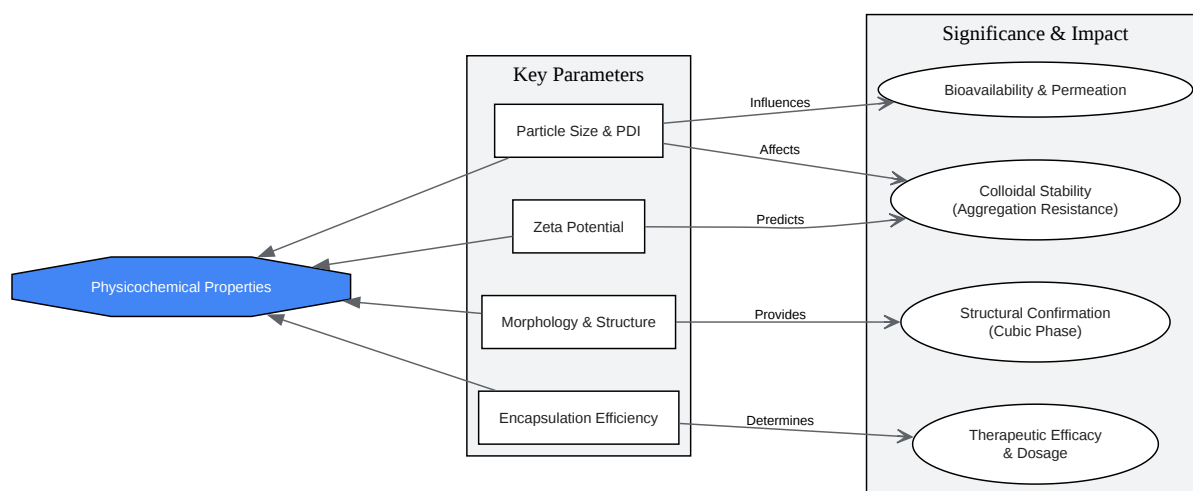 Significance & Impact
Key Parameters
Bioavailability & Permeation
Influences
Particle Size & PDI
Affects
Colloidal Stability
(Aggregation Resistance)
Zeta Potential
Predicts
Physicochemical Properties
Morphology & Structure
Provides
Structural Confirmation
(Cubic Phase)
Encapsulation Efficiency
Determines
Therapeutic Efficacy
& Dosage